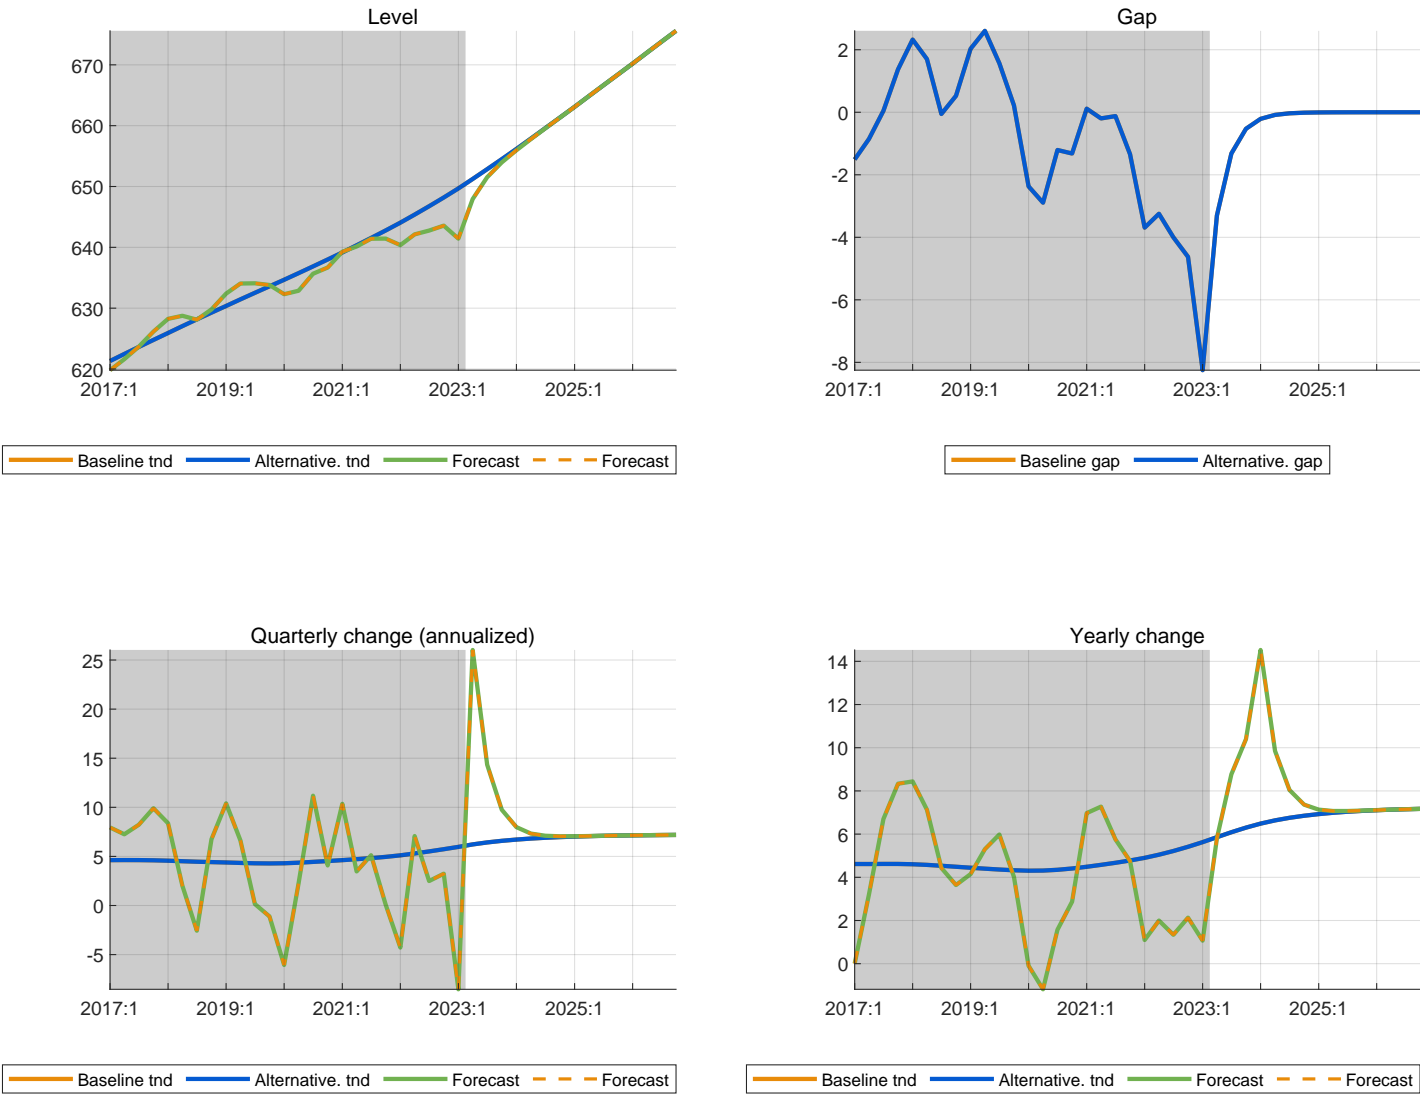 Level
670
660
650
640
630
620
2017:1 2019:1 2021:1 2023:1 2025:1
Baseline tnd Alternative. tnd Forecast Forecast
Gap
2
0
-2
-4
-6
-8
2017:1 2019:1 2021:1 2023:1 2025:1
Baseline gap Alternative. gap
Quarterly change (annualized)
25
20
15
10
5
0
-5
2017:1 2019:1 2021:1 2023:1 2025:1
Baseline tnd Alternative. tnd Forecast Forecast
Yearly change
14
12
10
8
6
4
2
0
2017:1 2019:1 2021:1 2023:1 2025:1
Baseline tnd Alternative. tnd Forecast Forecast